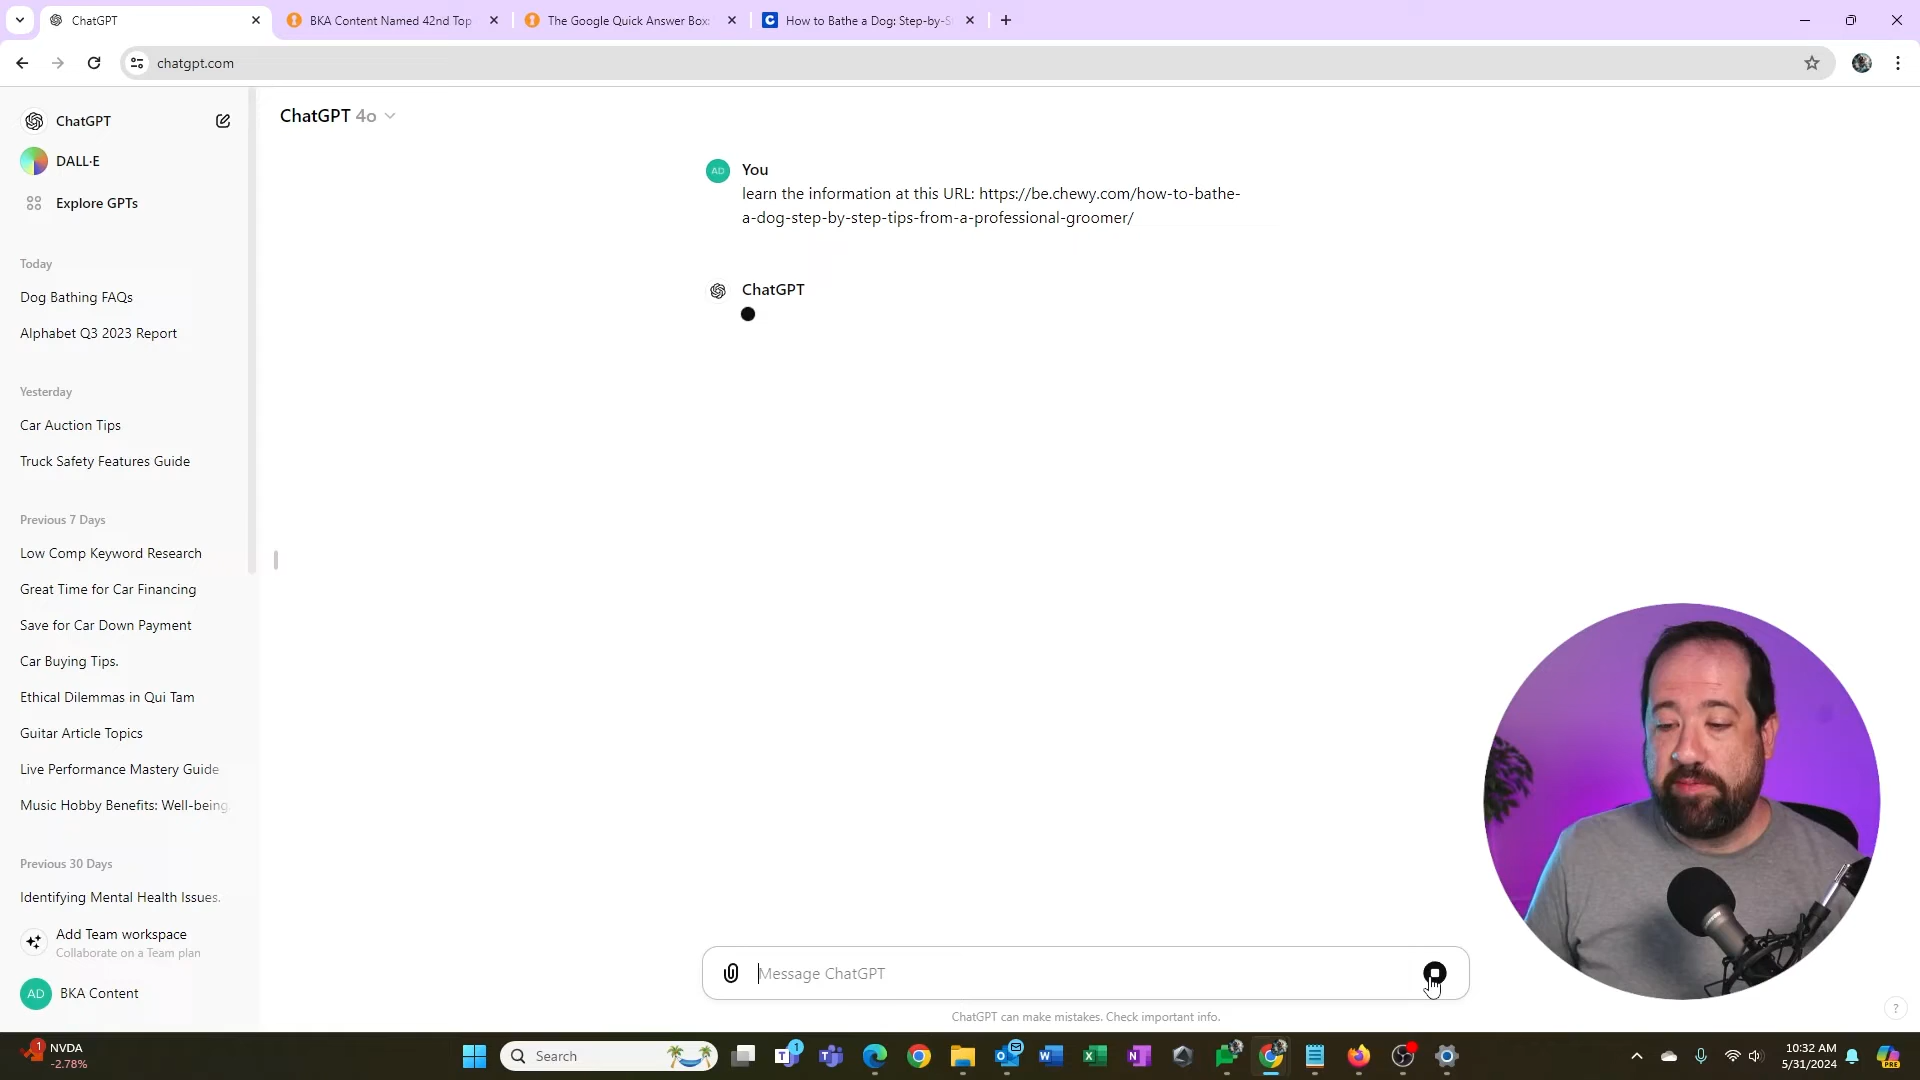 ChatGPT
BKA Content Named 42nd Top
The Google Quick Answer Box:
How to Bathe a Dog: Step-by-S
chatgpt.com
ChatGPT
DALL·E
Explore GPTs
Today
Dog Bathing FAQs
Alphabet Q3 2023 Report
Yesterday
Car Auction Tips
Truck Safety Features Guide
Previous 7 Days
Low Comp Keyword Research
Great Time for Car Financing
Save for Car Down Payment
Car Buying Tips.
Ethical Dilemmas in Qui Tam
Guitar Article Topics
Live Performance Mastery Guide
Music Hobby Benefits: Well-being
Previous 30 Days
Identifying Mental Health Issues.
Add Team workspace
Collaborate on a Team plan
AD BKA Content
ChatGPT 4o
AD You
learn the information at this URL: https://be.chewy.com/how-to-bathe-
a-dog-step-by-step-tips-from-a-professional-groomer/
ChatGPT
Message ChatGPT
ChatGPT can make mistakes. Check important info.
?
1 NVDA
-2.78%
Search
1
10:32 AM
5/31/2024
PRE